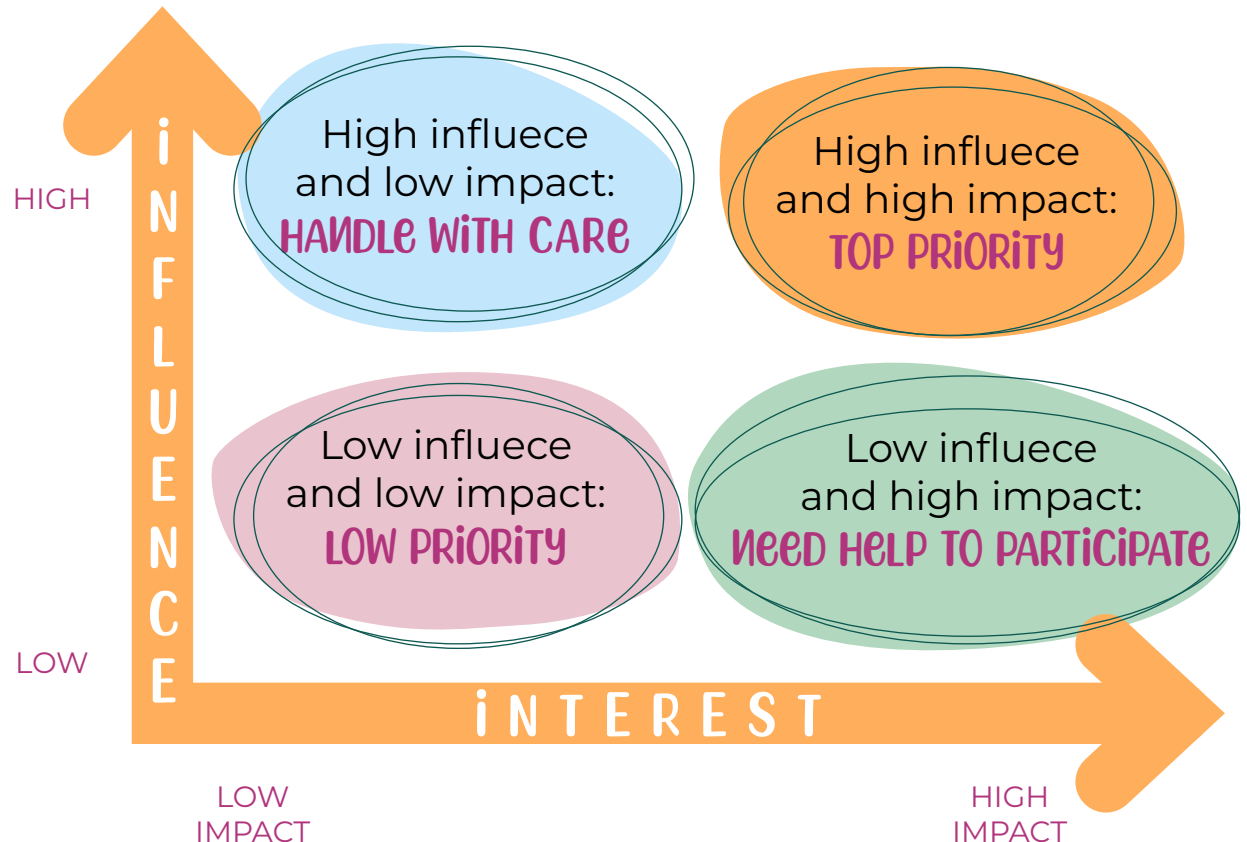 HIGH
INFLUENCE
High influece
and low impact:
HANDLE WITH CARE
High influece
and high impact:
TOP PRIORITY
Low influece
and low impact:
LOW PRIORITY
Low influece
and high impact:
NEED HELP TO PARTICIPATE
LOW
INTEREST
LOW
IMPACT
HIGH
IMPACT